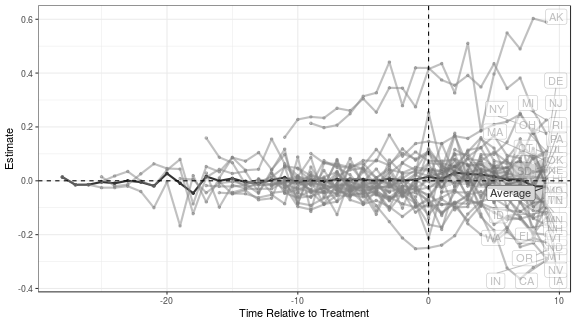 0.6
0.4
0.2
0.0
-0.2
-0.4
Estimate
-20
-10
0
10
Time Relative to Treatment
AK
DE
NY
MI
NJ
MA
OH
RI
PA
OK
Average
ID
WA
FL
VT
OR
NV
IN
CA
IA